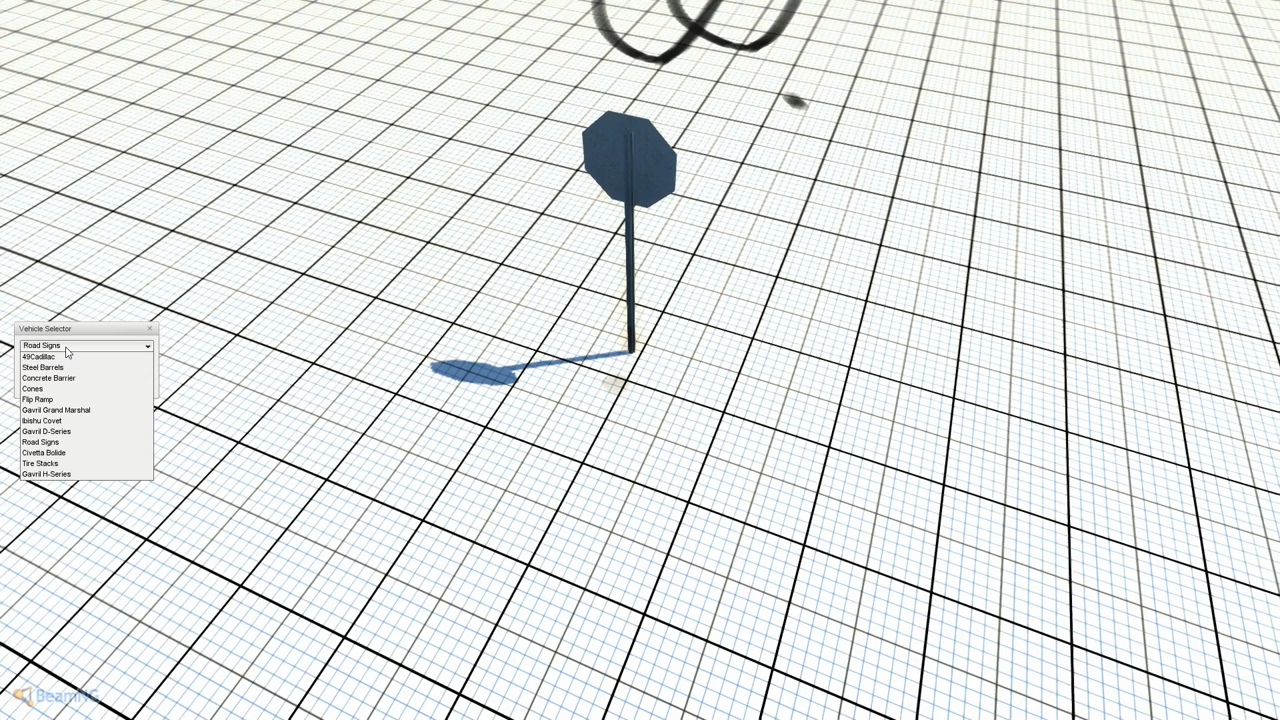 Vehicle Selector
Road Signs
49Cadillac
Steel Barrels
Concrete Barrier
Cones
Flip Ramp
Gavril Grand Marshal
Ibishu Covet
Gavril D-Series
Road Signs
Civetta Bolide
Tire Stacks
Gavril H-Series
BeamNG